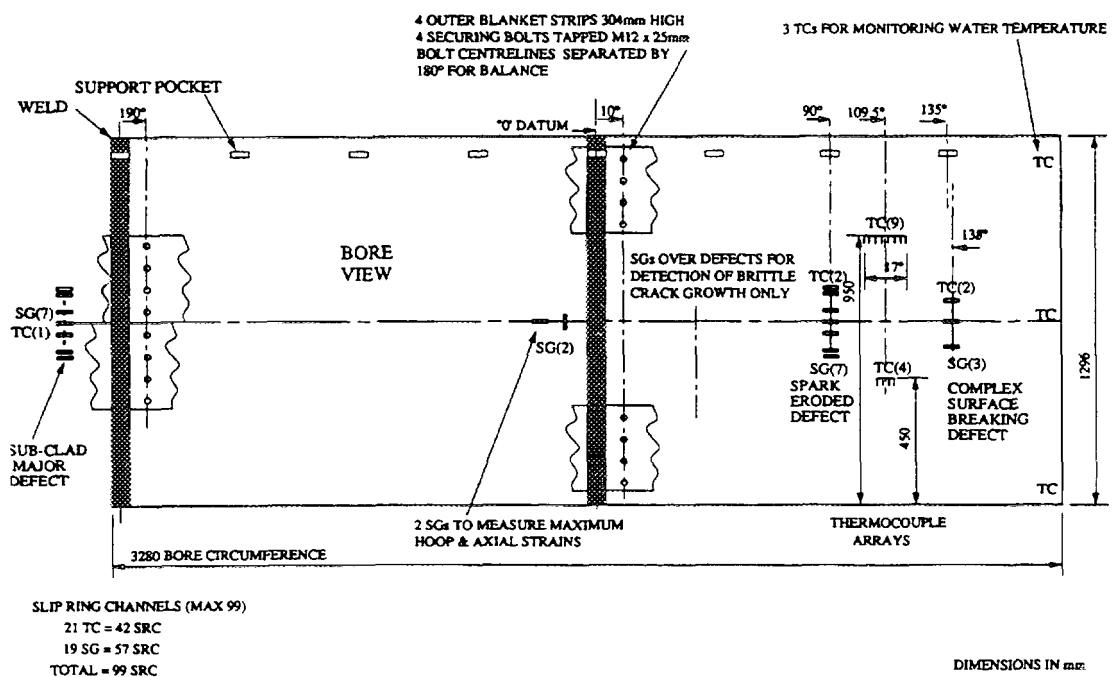 4 OUTER BLANKET STRIPS 304mm HIGH
4 SECURING BOLTS TAPPED M12 x 25mm
BOLT CENTRELINES SEPARATED BY
180° FOR BALANCE
3 TCs FOR MONITORING WATER TEMPERATURE
SUPPORT POCKET
WELD
190°
"0' DATUM
10°
90°
109.5°
135°
TC
TC(9)
BORE
VIEW
138°
SGs OVER DEFECTS FOR
DETECTION OF BRITTLE
CRACK GROWTH ONLY
TC(2)
950
17°
TC(2)
SG(7)
TC(1)
TC
SG(2)
SG(7)
TC(4)
SG(3)
SPARK
ERODED
DEFECT
COMPLEX
SURFACE
BREAKING
DEFECT
1296
450
SUB-CLAD
MAJOR
DEFECT
TC
2 SGs TO MEASURE MAXIMUM
HOOP & AXIAL STRAINS
THERMOCOUPLE
ARRAYS
3280 BORE CIRCUMFERENCE
SLIP RING CHANNELS (MAX 99)
21 TC = 42 SRC
19 SG = 57 SRC
TOTAL = 99 SRC
DIMENSIONS IN mm